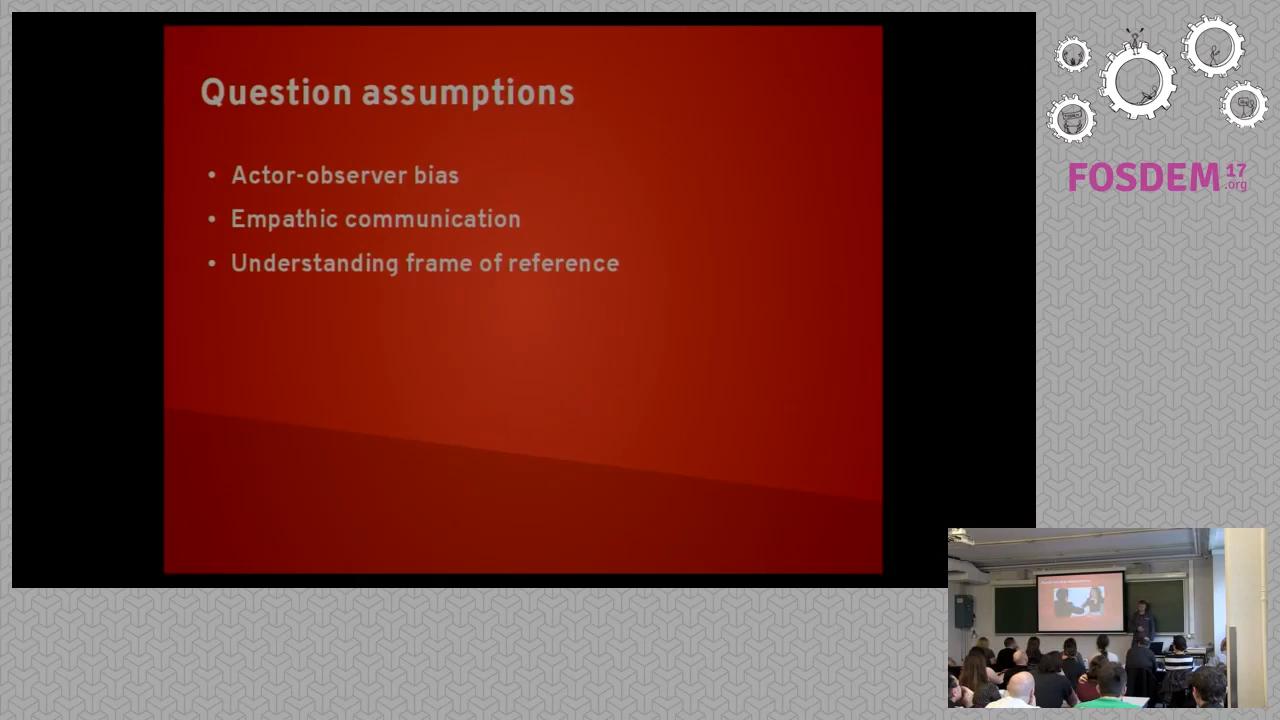 Question assumptions
• Actor-observer bias
• Empathic communication
• Understanding frame of reference
FOSDEM 17
.org